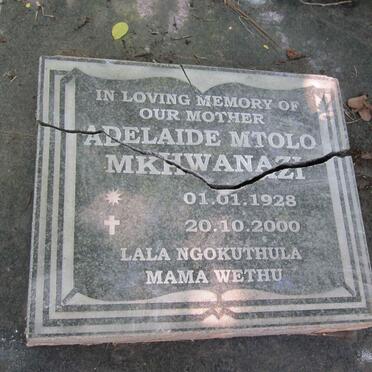 IN LOVING MEMORY OF
OUR MOTHER
ADELAIDE MTOLO
MKHWANAZI
01.01.1928
20.10.2000
LALA NGOKUTHULA
MAMA WETHU